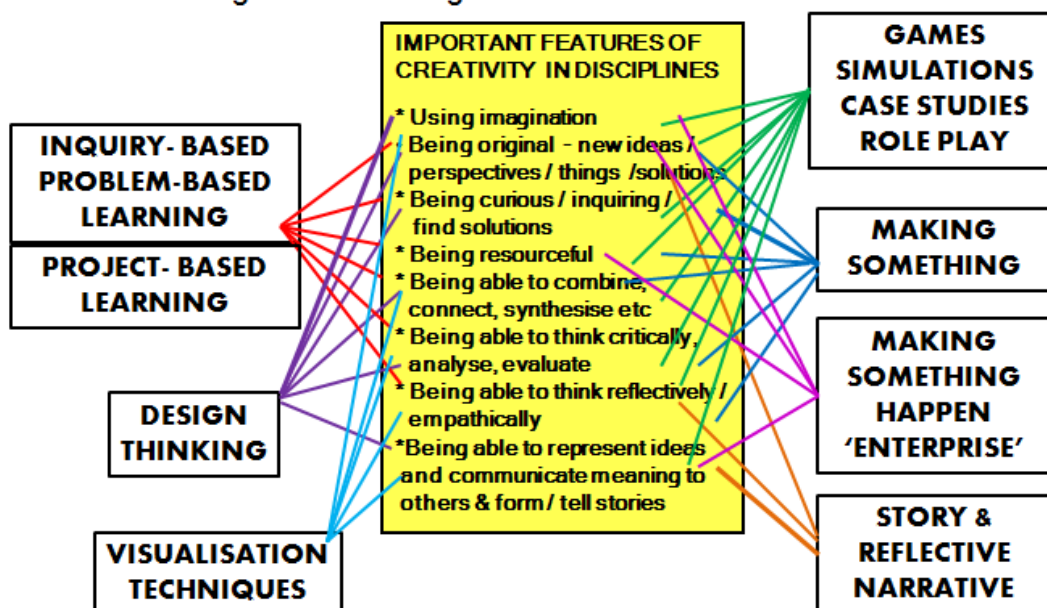 IMPORTANT FEATURES OF
CREATIVITY IN DISCIPLINES
* Using imagination
- Being original - new ideas /
perspectives / things /solutions
* Being curious / inquiring /
find solutions
* Being resourceful
* Being able to combine,
connect, synthesise etc
* Being able to think critically,
analyse, evaluate
* Being able to think reflectively /
empathically
*Being able to represent ideas
and communicate meaning to
others & form / tell stories
INQUIRY- BASED
PROBLEM-BASED
LEARNING
PROJECT- BASED
LEARNING
DESIGN
THINKING
VISUALISATION
TECHNIQUES
GAMES
SIMULATIONS
CASE STUDIES
ROLE PLAY
MAKING
SOMETHING
MAKING
SOMETHING
HAPPEN
‘ENTERPRISE’
STORY &
REFLECTIVE
NARRATIVE